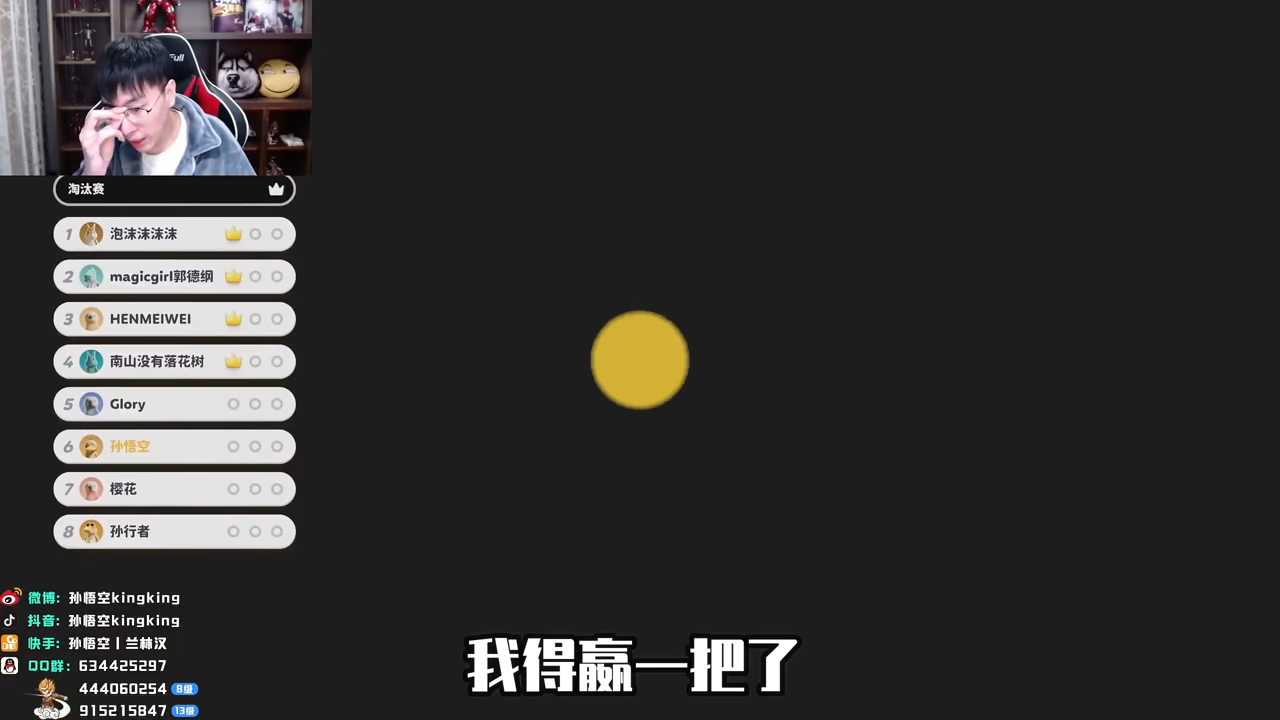 Full
淘汰赛
1 泡沫沫沫沫
2 magicgirl郭德纲
3 HENMEIWEI
4 南山没有落花树
5 Glory
6 孙悟空
7 樱花
8 孙行者
微博：孙悟空kingking
抖音：孙悟空kingking
快手：孙悟空丨兰林汉
QQ群：634425297
444060254 8级
915215847 13级
我得赢一把了